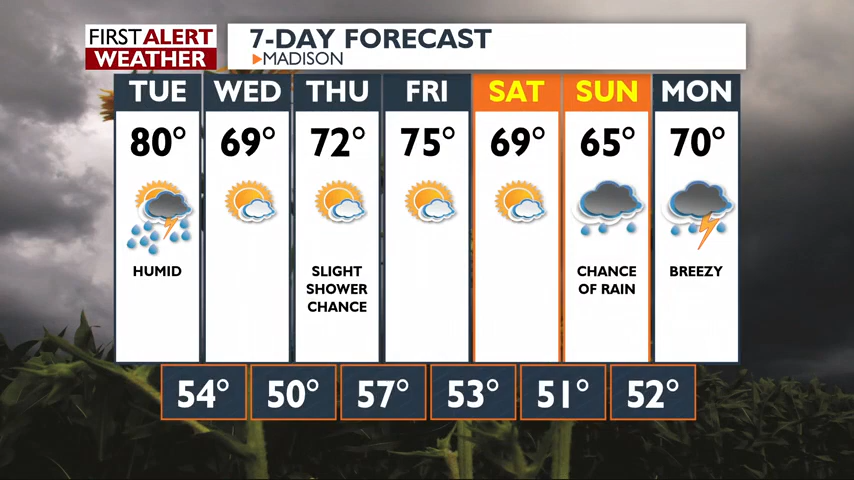 FIRST ALERT
WEATHER
7-DAY FORECAST
MADISON
TUE WED THU FRI SAT SUN MON
80° 69° 72° 75° 69° 65° 70°
HUMID
SLIGHT
SHOWER
CHANCE
CHANCE
OF RAIN
BREEZY
54° 50° 57° 53° 51° 52°